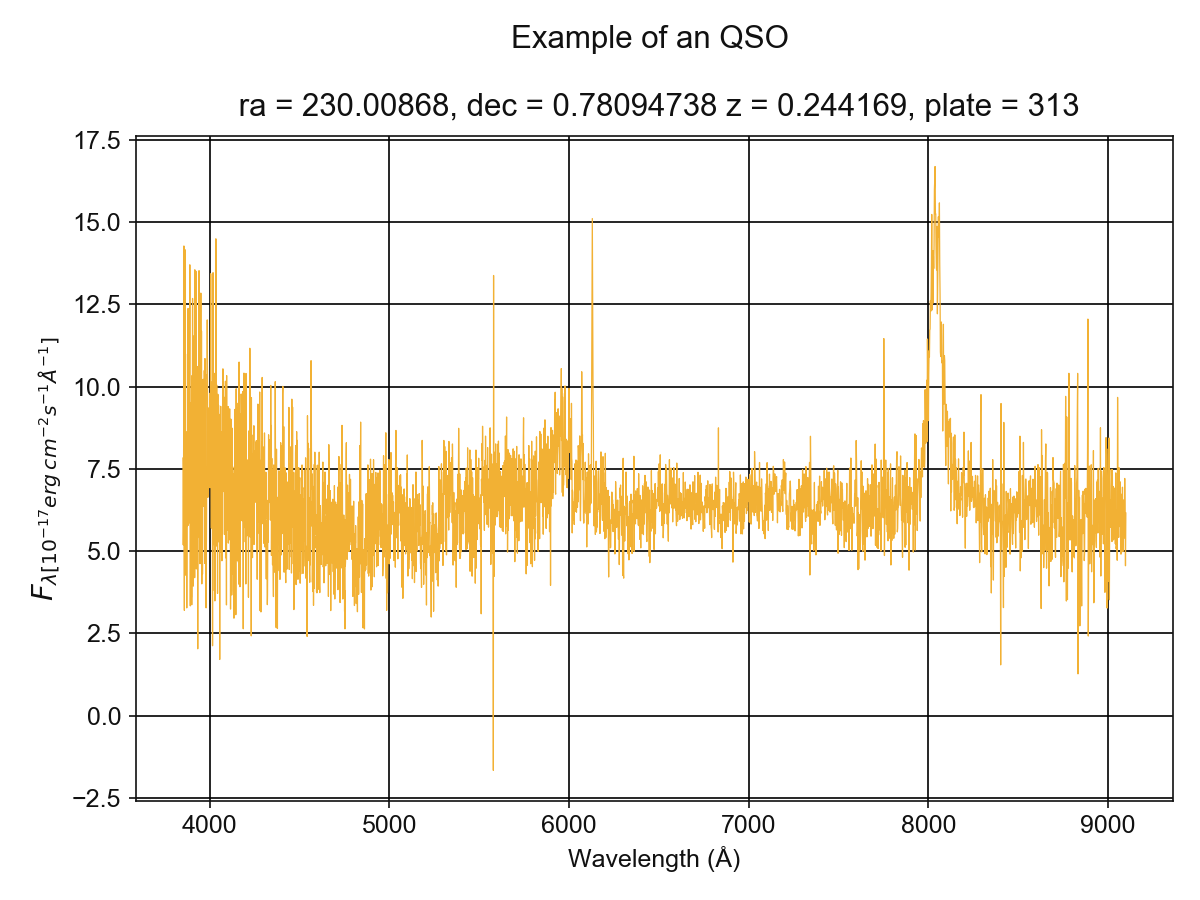 Example of an QSO
ra = 230.00868, dec = 0.78094738 z = 0.244169, plate = 313
17.5
15.0
12.5
10.0
7.5
5.0
2.5
0.0
−2.5
F_{λ[10^{−17}erg cm^{−2}s^{−1}Å^{−1}]}
4000 5000 6000 7000 8000 9000
Wavelength (Å)